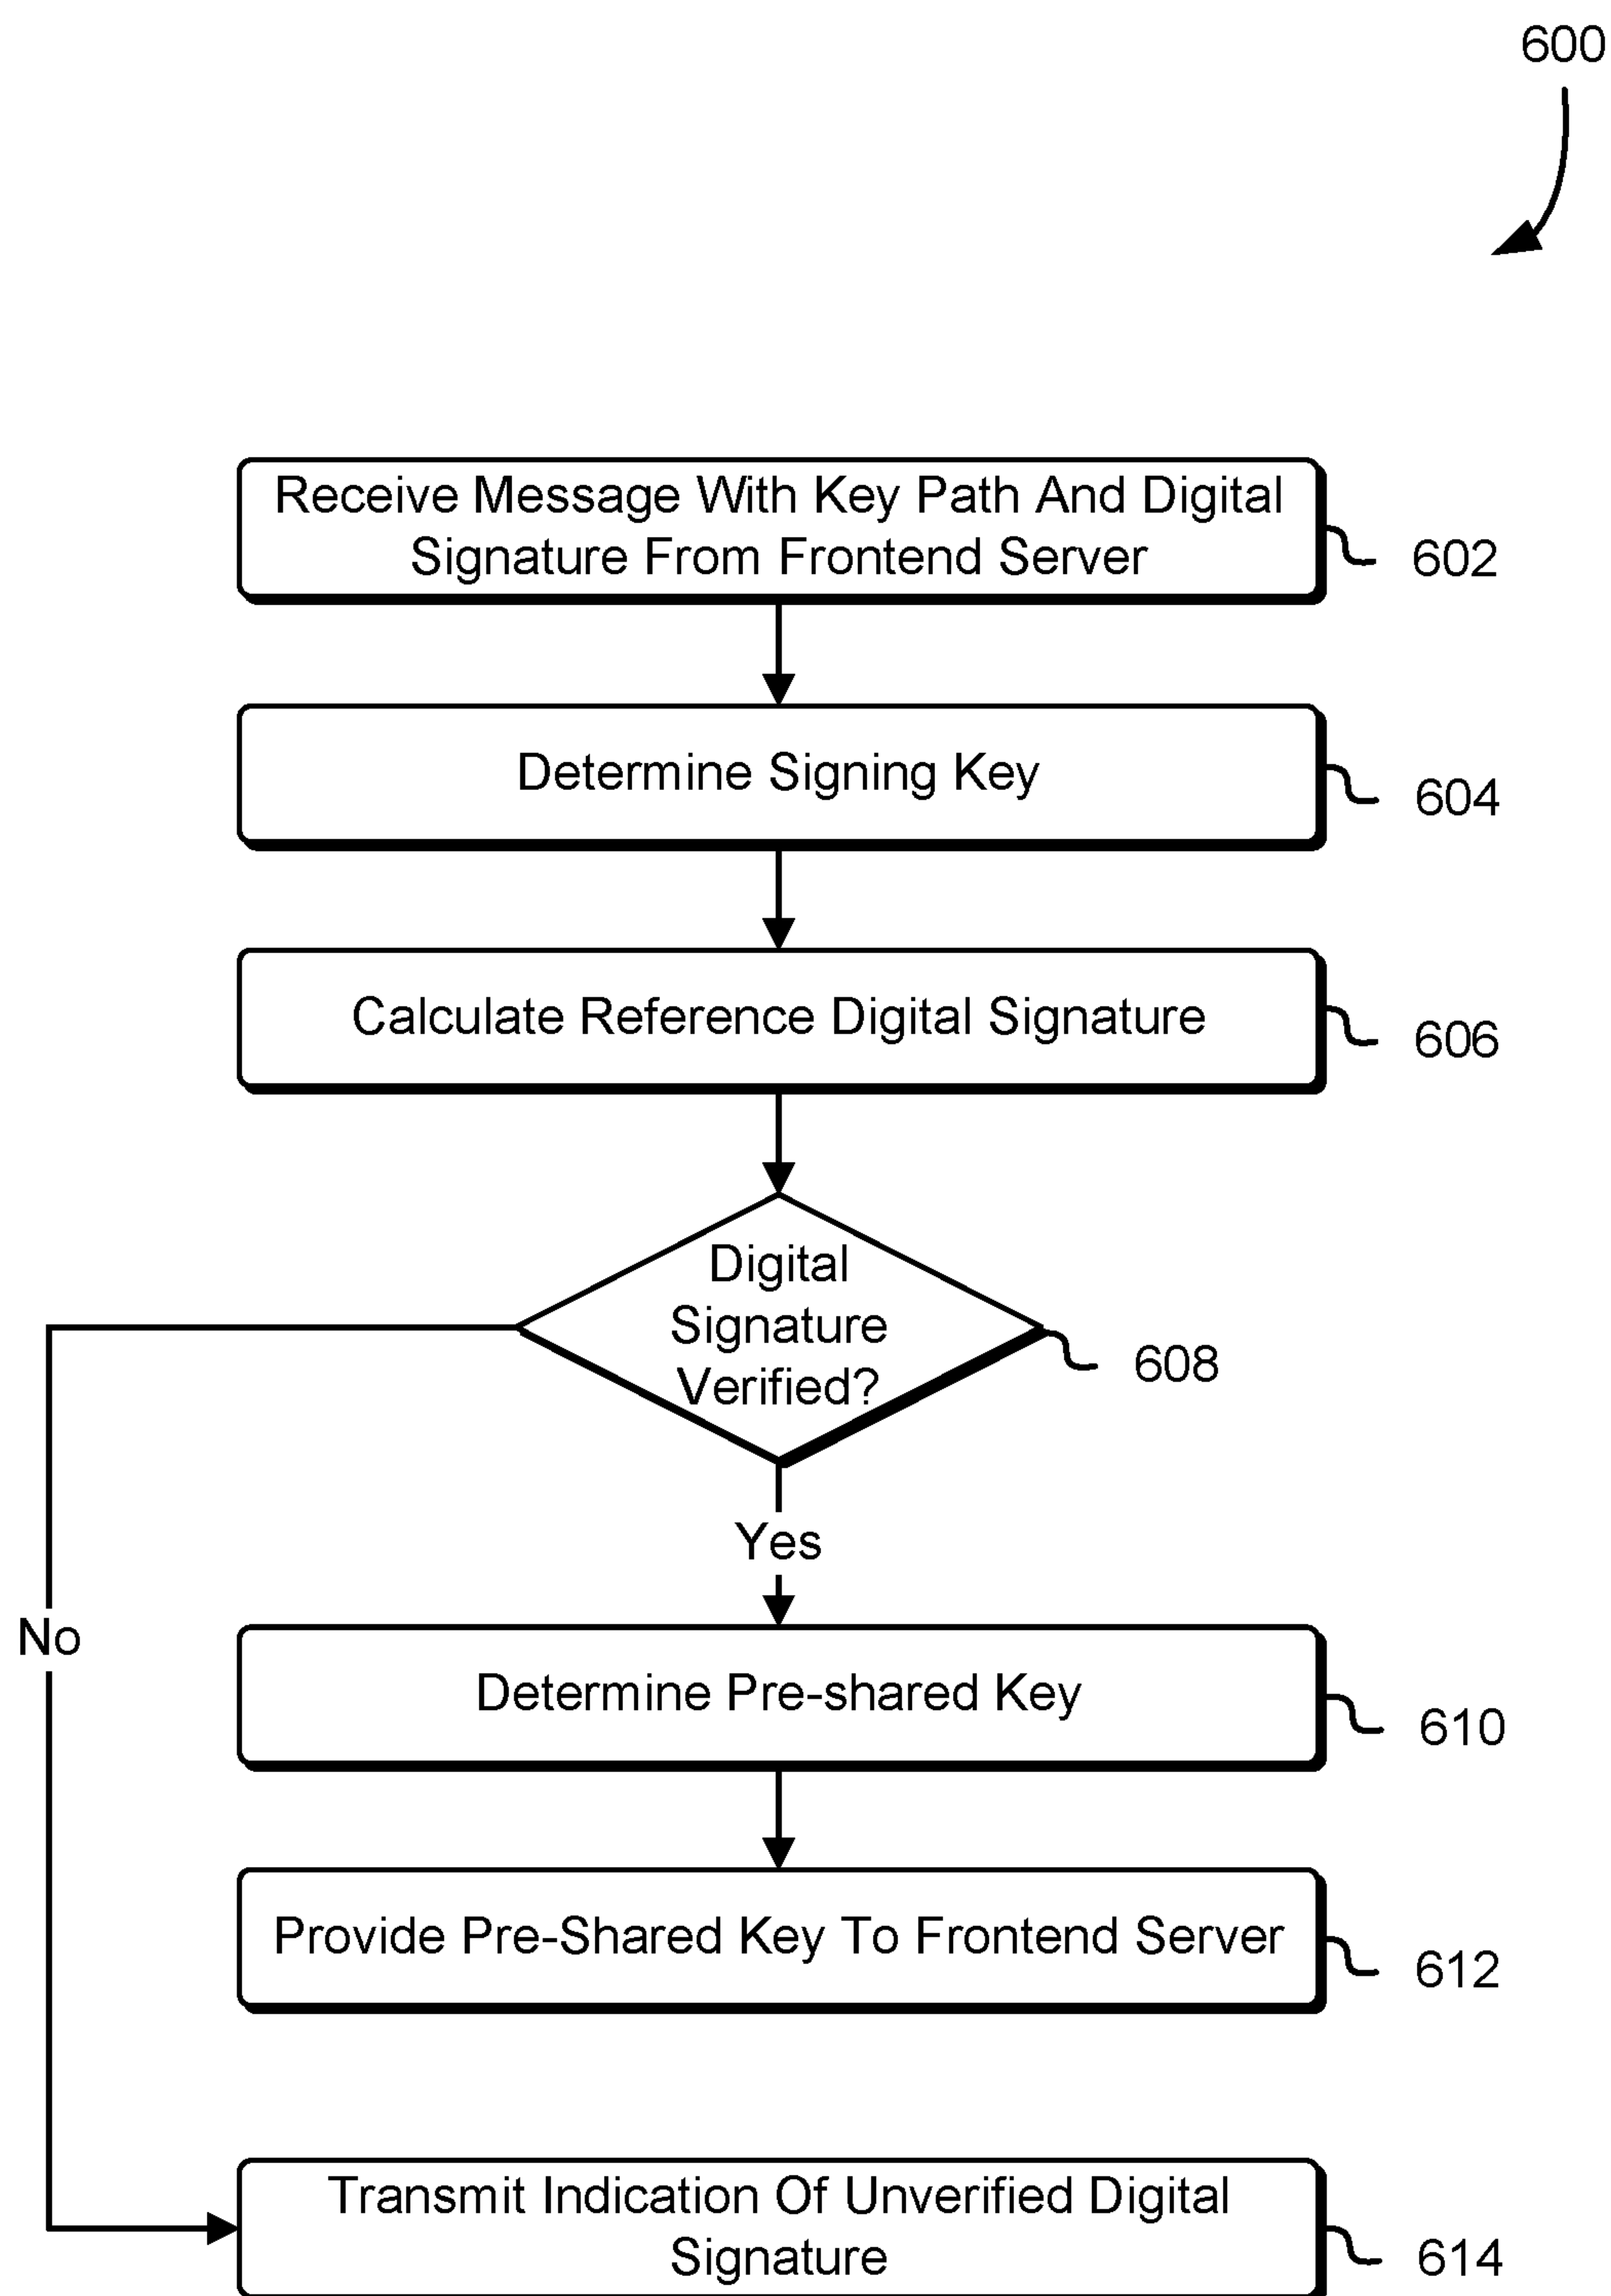 600
Receive Message With Key Path And Digital
Signature From Frontend Server
602
Determine Signing Key
604
Calculate Reference Digital Signature
606
Digital
Signature
Verified?
608
Yes
No
Determine Pre-shared Key
610
Provide Pre-Shared Key To Frontend Server
612
Transmit Indication Of Unverified Digital
Signature
614